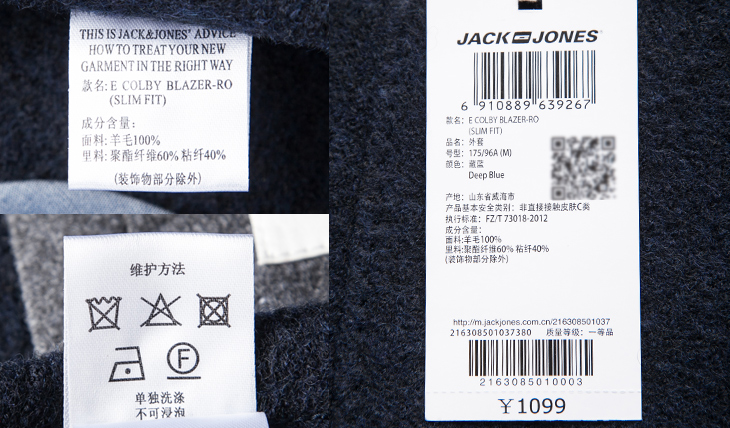 THIS IS JACK&JONES' ADVICE
HOW TO TREAT YOUR NEW
GARMENT IN THE RIGHT WAY
款名: E COLBY BLAZER-RO
(SLIM FIT)
成分含量:
面料: 羊毛100%
里料: 聚酯纤维60% 粘纤40%
(装饰物部分除外)
维护方法
F
单独洗涤
不可浸泡
JACK JONES
6 910889 639267
款名: E COLBY BLAZER-RO
(SLIM FIT)
品名: 外套
号型: 175/96A (M)
颜色: 藏蓝
Deep Blue
产地: 山东省威海市
产品基本安全类别: 非直接接触皮肤C类
执行标准: FZ/T 73018-2012
成分含量:
面料:羊毛100%
里料:聚酯纤维60% 粘纤40%
(装饰物部分除外)
http://m.jackjones.com.cn/216308501037
216308501037380 质量等级: 一等品
2163085010003
¥1099